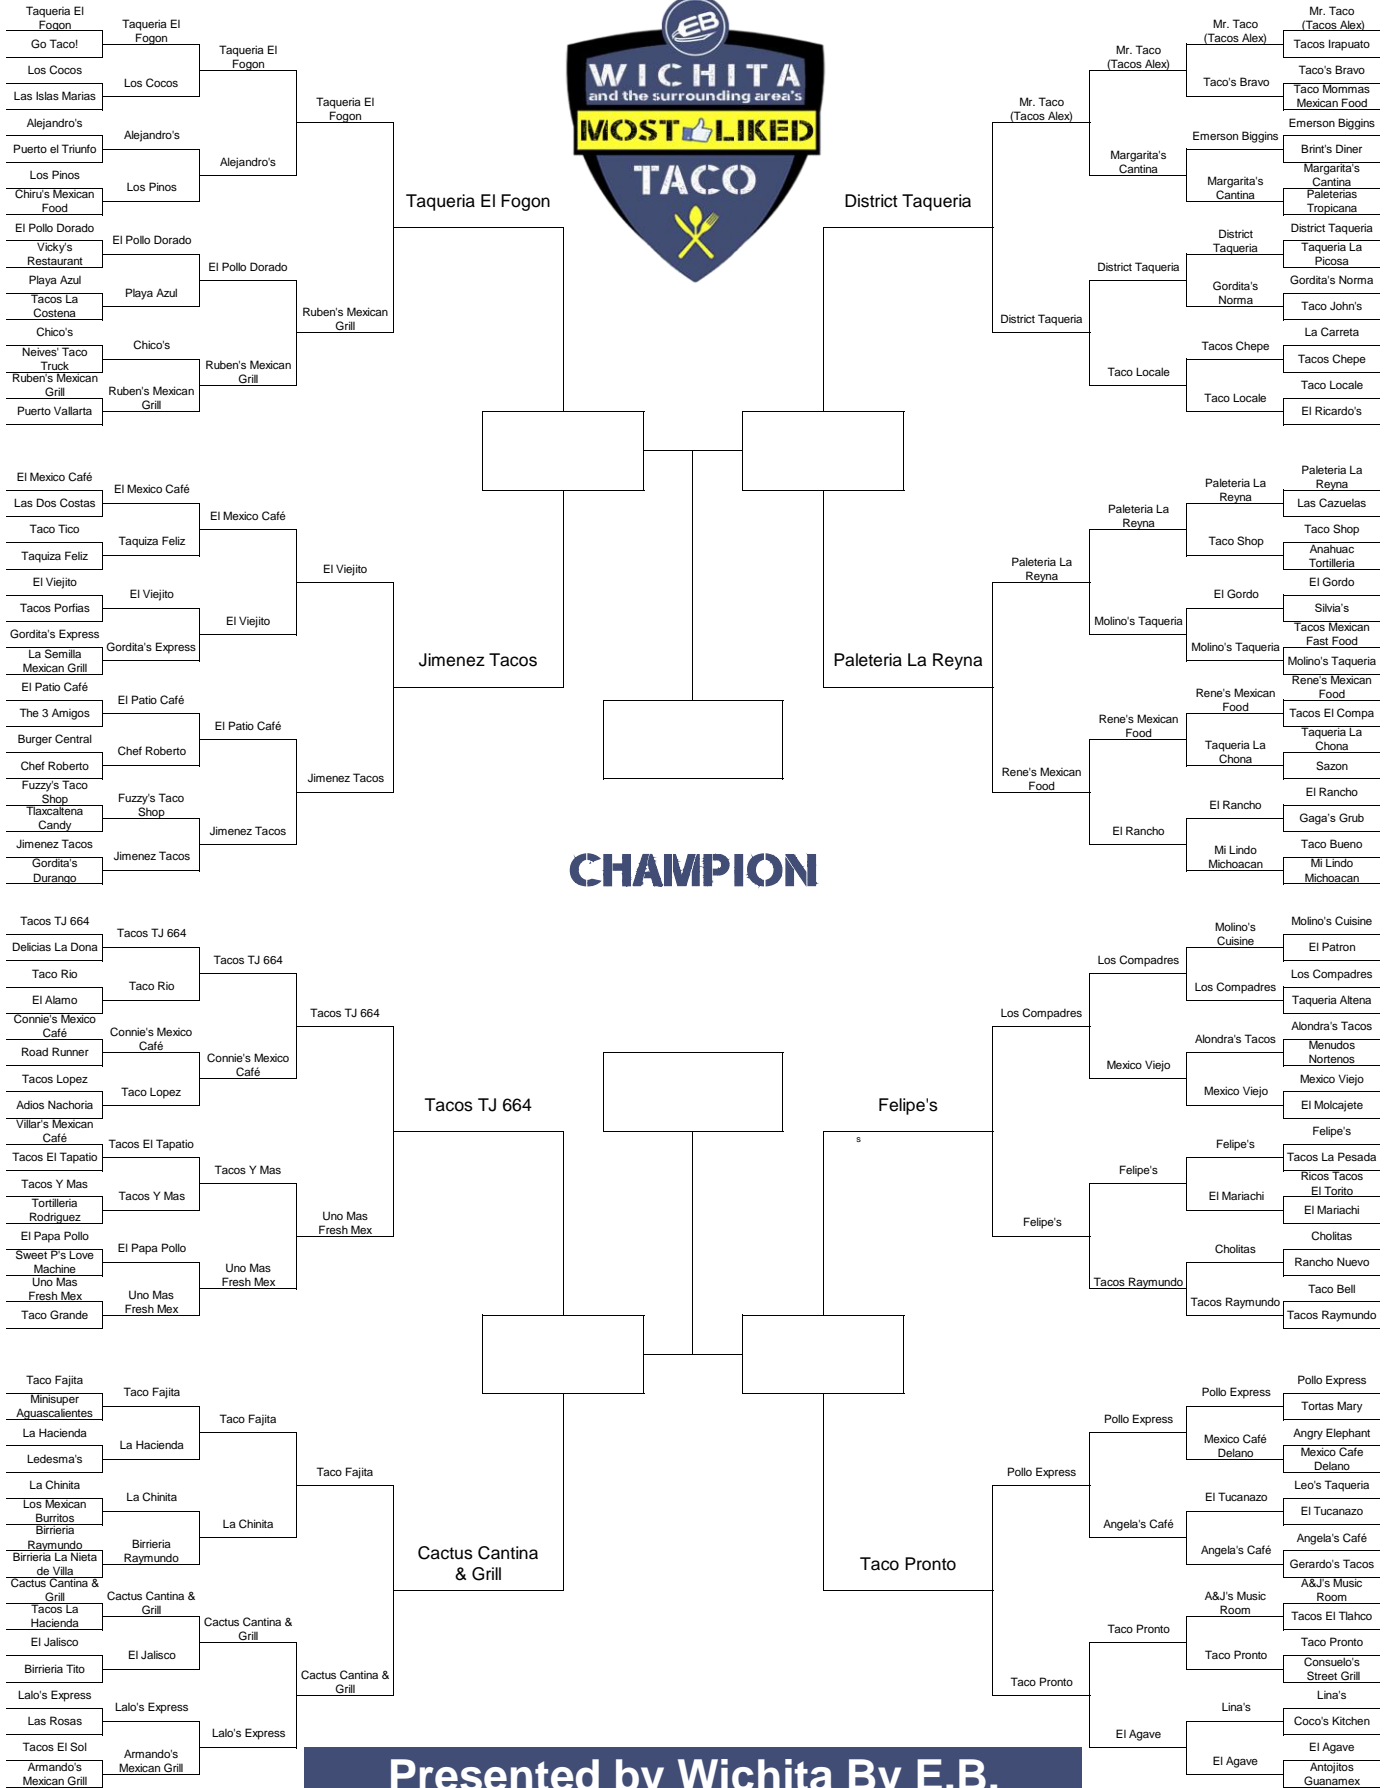 EB
WICHITA
and the surrounding area's
MOST LIKED
TACO
Taqueria El
Fogon
Go Taco!
Los Cocos
Las Islas Marias
Alejandro's
Puerto el Triunfo
Los Pinos
Chiru's Mexican
Food
El Pollo Dorado
Vicky's
Restaurant
Playa Azul
Tacos La
Costena
Chico's
Neives' Taco
Truck
Ruben's Mexican
Grill
Puerto Vallarta
Taqueria El
Fogon
Los Cocos
Alejandro's
Los Pinos
El Pollo Dorado
Playa Azul
Chico's
Ruben's Mexican
Grill
Taqueria El
Fogon
Alejandro's
El Pollo Dorado
Ruben's Mexican
Grill
Taqueria El
Fogon
Ruben's Mexican
Grill
Taqueria El Fogon
El Mexico Café
Las Dos Costas
Taco Tico
Taquiza Feliz
El Viejito
Tacos Porfias
Gordita's Express
La Semilla
Mexican Grill
El Patio Café
The 3 Amigos
Burger Central
Chef Roberto
Fuzzy's Taco
Shop
Tlaxcaltena
Candy
Jimenez Tacos
Gordita's
Durango
El Mexico Café
Taquiza Feliz
El Viejito
Gordita's Express
El Patio Café
Chef Roberto
Fuzzy's Taco
Shop
Jimenez Tacos
El Mexico Café
El Viejito
El Patio Café
Jimenez Tacos
El Viejito
Jimenez Tacos
Jimenez Tacos
Mr. Taco
(Tacos Alex)
Tacos Irapuato
Taco's Bravo
Taco Mommas
Mexican Food
Emerson Biggins
Brint's Diner
Margarita's
Cantina
Paleterias
Tropicana
District Taqueria
Taqueria La
Picosa
Gordita's Norma
Taco John's
La Carreta
Tacos Chepe
Taco Locale
El Ricardo's
Mr. Taco
(Tacos Alex)
Taco's Bravo
Emerson Biggins
Margarita's
Cantina
District
Taqueria
Gordita's
Norma
Tacos Chepe
Taco Locale
Mr. Taco
(Tacos Alex)
Margarita's
Cantina
District Taqueria
Taco Locale
Mr. Taco
(Tacos Alex)
District Taqueria
District Taqueria
Paleteria La
Reyna
Las Cazuelas
Taco Shop
Anahuac
Tortilleria
El Gordo
Silvia's
Tacos Mexican
Fast Food
Molino's Taqueria
Rene's Mexican
Food
Tacos El Compa
Taqueria La
Chona
Sazon
El Rancho
Gaga's Grub
Taco Bueno
Mi Lindo
Michoacan
Paleteria La
Reyna
Taco Shop
El Gordo
Molino's Taqueria
Rene's Mexican
Food
Taqueria La
Chona
El Rancho
Mi Lindo
Michoacan
Paleteria La
Reyna
Molino's Taqueria
Rene's Mexican
Food
El Rancho
Paleteria La
Reyna
Rene's Mexican
Food
Paleteria La Reyna
CHAMPION
Tacos TJ 664
Delicias La Dona
Taco Rio
El Alamo
Connie's Mexico
Café
Road Runner
Tacos Lopez
Adios Nachoria
Villar's Mexican
Café
Tacos El Tapatio
Tacos Y Mas
Tortilleria
Rodriguez
El Papa Pollo
Sweet P's Love
Machine
Uno Mas
Fresh Mex
Taco Grande
Tacos TJ 664
Taco Rio
Connie's Mexico
Café
Taco Lopez
Tacos El Tapatio
Tacos Y Mas
El Papa Pollo
Uno Mas
Fresh Mex
Tacos TJ 664
Connie's Mexico
Café
Tacos Y Mas
Uno Mas
Fresh Mex
Tacos TJ 664
Uno Mas
Fresh Mex
Tacos TJ 664
Taco Fajita
Minisuper
Aguascalientes
La Hacienda
Ledesma's
La Chinita
Los Mexican
Burritos
Birrieria
Raymundo
Birrieria La Nieta
de Villa
Cactus Cantina &
Grill
Tacos La
Hacienda
El Jalisco
Birrieria Tito
Lalo's Express
Las Rosas
Tacos El Sol
Armando's
Mexican Grill
Taco Fajita
La Hacienda
La Chinita
Birrieria
Raymundo
Cactus Cantina &
Grill
El Jalisco
Lalo's Express
Armando's
Mexican Grill
Taco Fajita
La Chinita
Cactus Cantina &
Grill
Lalo's Express
Taco Fajita
Cactus Cantina &
Grill
Cactus Cantina
& Grill
Molino's Cuisine
El Patron
Los Compadres
Taqueria Altena
Alondra's Tacos
Menudos
Nortenos
Mexico Viejo
El Molcajete
Felipe's
Tacos La Pesada
Ricos Tacos
El Torito
El Mariachi
Cholitas
Rancho Nuevo
Taco Bell
Tacos Raymundo
Molino's
Cuisine
Los Compadres
Alondra's Tacos
Mexico Viejo
Felipe's
El Mariachi
Cholitas
Tacos Raymundo
Los Compadres
Mexico Viejo
Felipe's
Tacos Raymundo
Los Compadres
Felipe's
Felipe's
s
Pollo Express
Tortas Mary
Angry Elephant
Mexico Cafe
Delano
Leo's Taqueria
El Tucanazo
Angela's Café
Gerardo's Tacos
A&J's Music
Room
Tacos El Tlahco
Taco Pronto
Consuelo's
Street Grill
Lina's
Coco's Kitchen
El Agave
Antojitos
Guanamex
Pollo Express
Mexico Café
Delano
El Tucanazo
Angela's Café
A&J's Music
Room
Taco Pronto
Lina's
El Agave
Pollo Express
Angela's Café
Taco Pronto
El Agave
Pollo Express
Taco Pronto
Taco Pronto
Presented by Wichita By E.B.